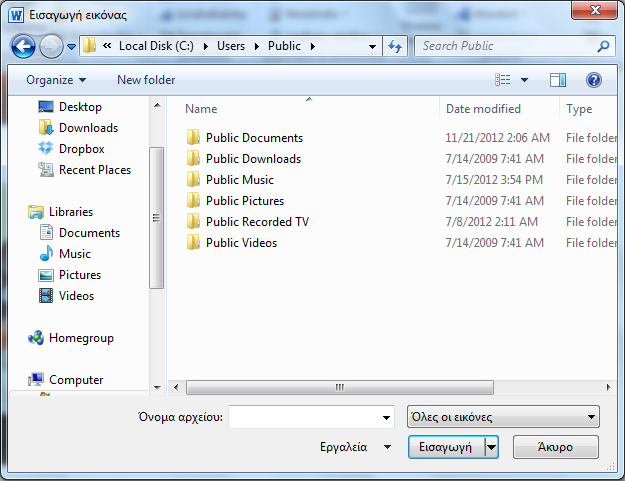 Εισαγωγή εικόνας
« Local Disk (C:) Users Public Search Public
Organize New folder
Desktop
Downloads
Dropbox
Recent Places
Libraries
Documents
Music
Pictures
Videos
Homegroup
Computer
Name Date modified Type
Public Documents 11/21/2012 2:06 AM File folder
Public Downloads 7/14/2009 7:41 AM File folder
Public Music 7/15/2012 3:54 PM File folder
Public Pictures 7/14/2009 7:41 AM File folder
Public Recorded TV 7/8/2012 2:11 AM File folder
Public Videos 7/14/2009 7:41 AM File folder
Όνομα αρχείου: Όλες οι εικόνες
Εργαλεία Εισαγωγή Άκυρο